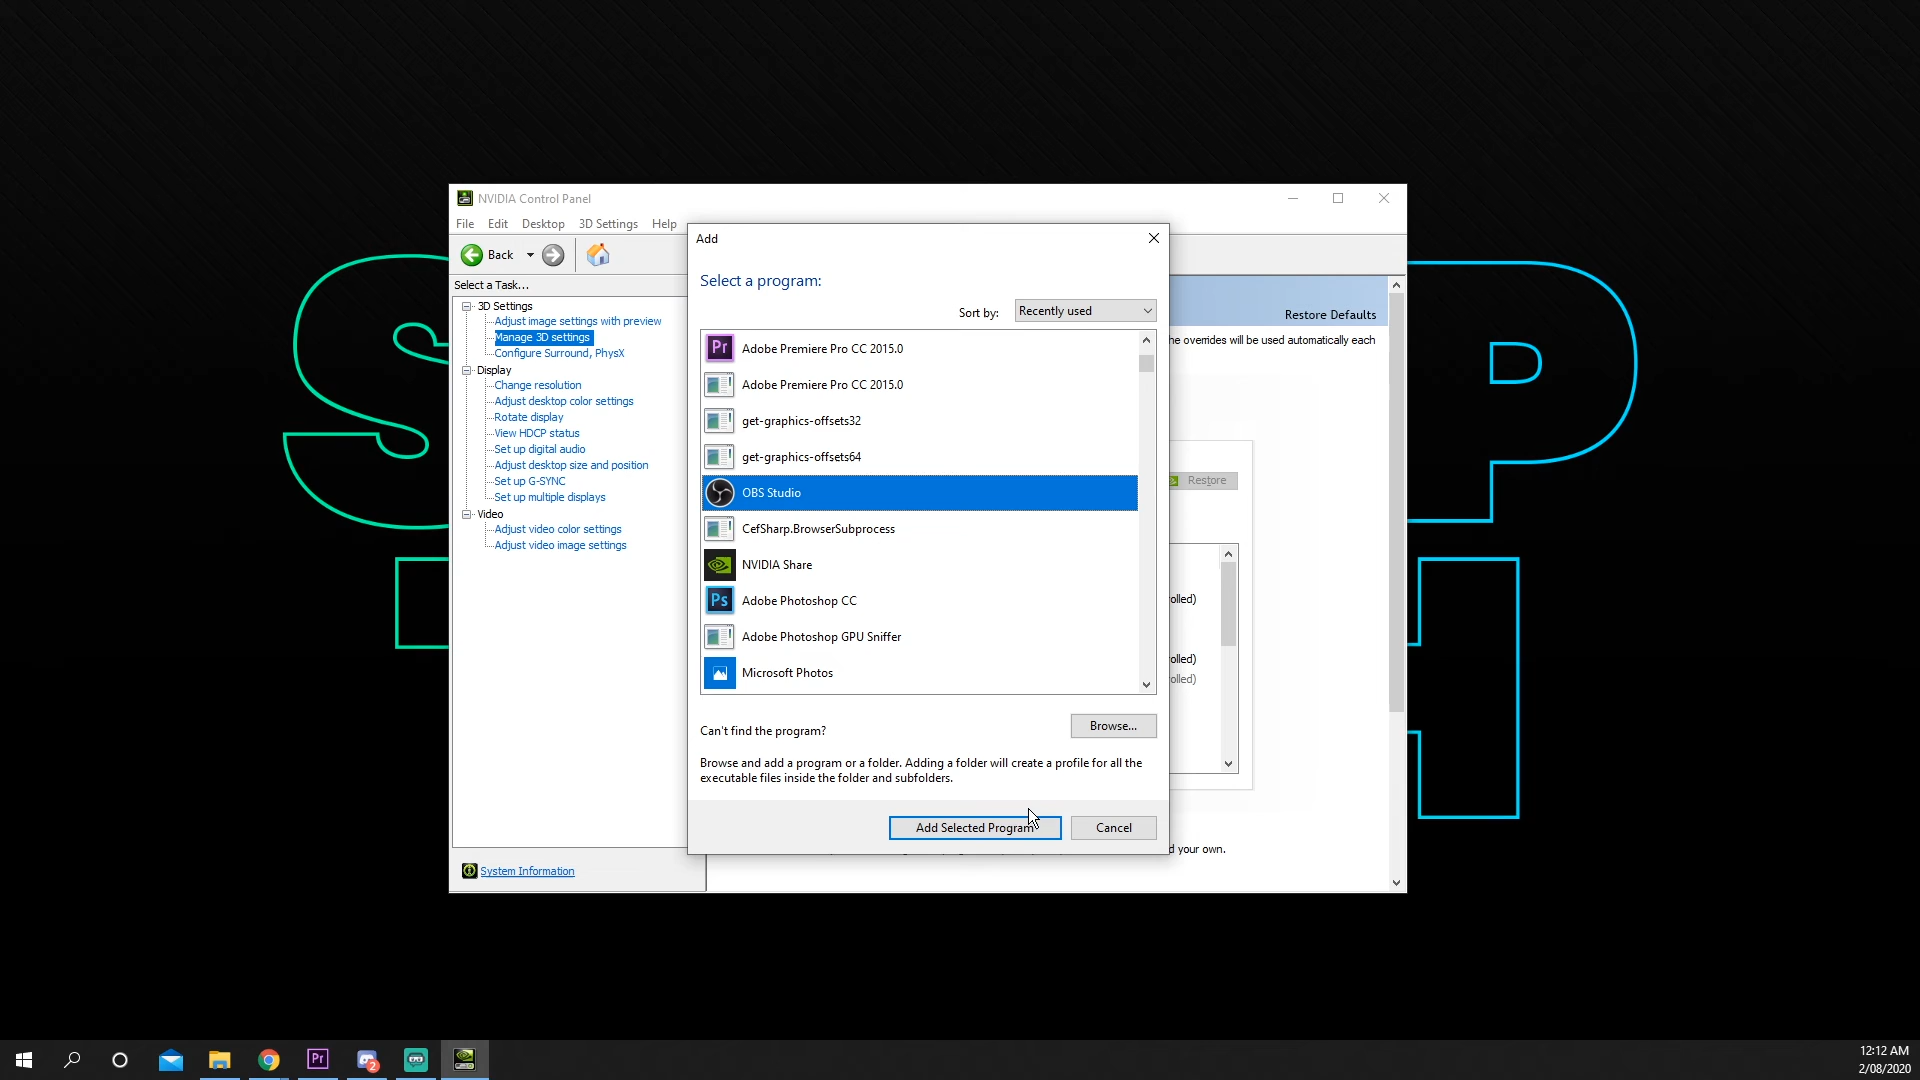 NVIDIA Control Panel
File Edit Desktop 3D Settings Help
Back
Select a Task...
3D Settings
Adjust image settings with preview
Manage 3D settings
Configure Surround, PhysX
Display
Change resolution
Adjust desktop color settings
Rotate display
View HDCP status
Set up digital audio
Adjust desktop size and position
Set up G-SYNC
Set up multiple displays
Video
Adjust video color settings
Adjust video image settings
System Information
Add
Select a program:
Sort by: Recently used
Pr Adobe Premiere Pro CC 2015.0
Adobe Premiere Pro CC 2015.0
get-graphics-offsets32
get-graphics-offsets64
OBS Studio
CefSharp.BrowserSubprocess
NVIDIA Share
Ps Adobe Photoshop CC
Adobe Photoshop GPU Sniffer
Microsoft Photos
Can't find the program? Browse...
Browse and add a program or a folder. Adding a folder will create a profile for all the
executable files inside the folder and subfolders.
Add Selected Program Cancel
Restore Defaults
he overrides will be used automatically each
Restore
olled)
olled)
olled)
d your own.
S P
Pr 2
12:12 AM
2/08/2020